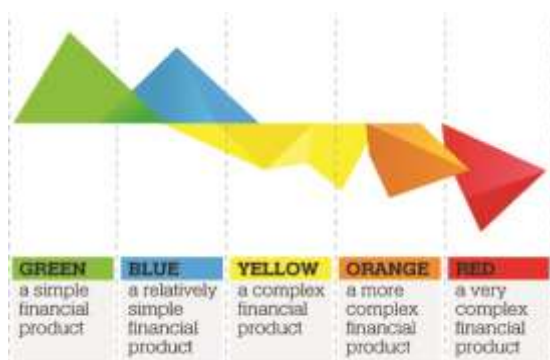 GREEN
a simple
financial
product
BLUE
a relatively
simple
financial
product
YELLOW
a complex
financial
product
ORANGE
a more
complex
financial
product
RED
a very
complex
financial
product